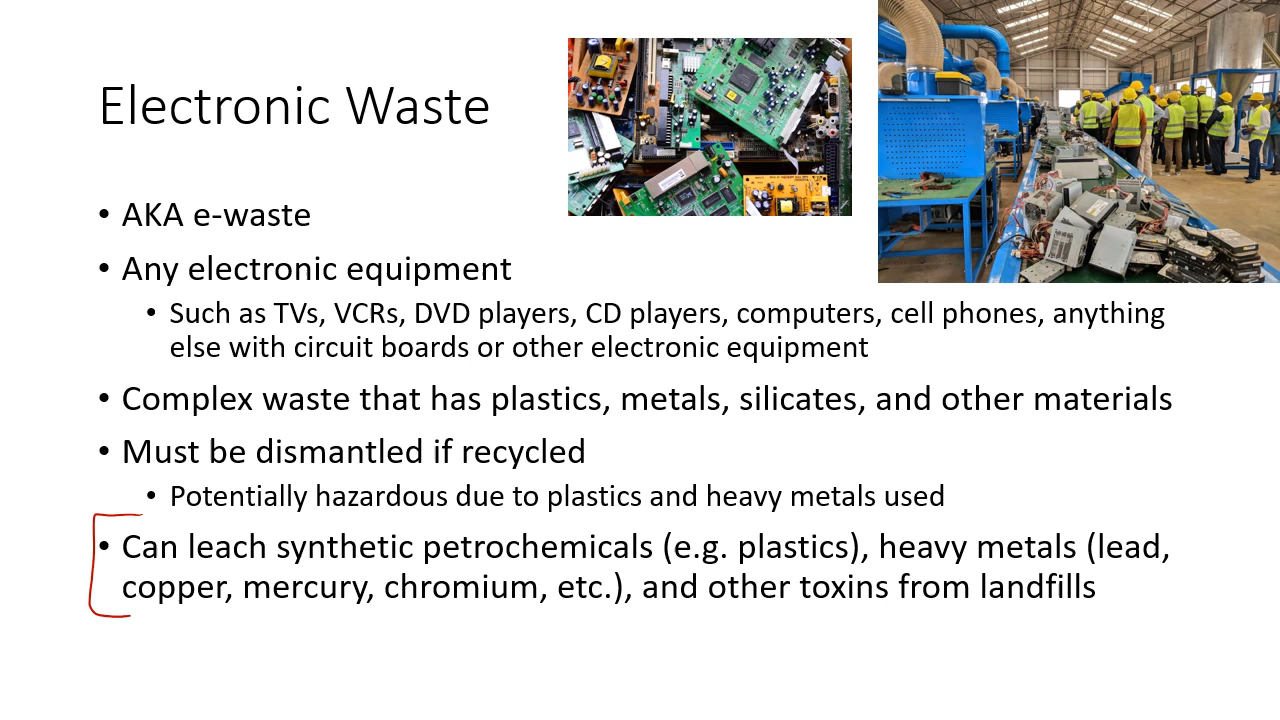 Electronic Waste
• AKA e-waste
• Any electronic equipment
• Such as TVs, VCRs, DVD players, CD players, computers, cell phones, anything
else with circuit boards or other electronic equipment
• Complex waste that has plastics, metals, silicates, and other materials
• Must be dismantled if recycled
• Potentially hazardous due to plastics and heavy metals used
• Can leach synthetic petrochemicals (e.g. plastics), heavy metals (lead,
copper, mercury, chromium, etc.), and other toxins from landfills